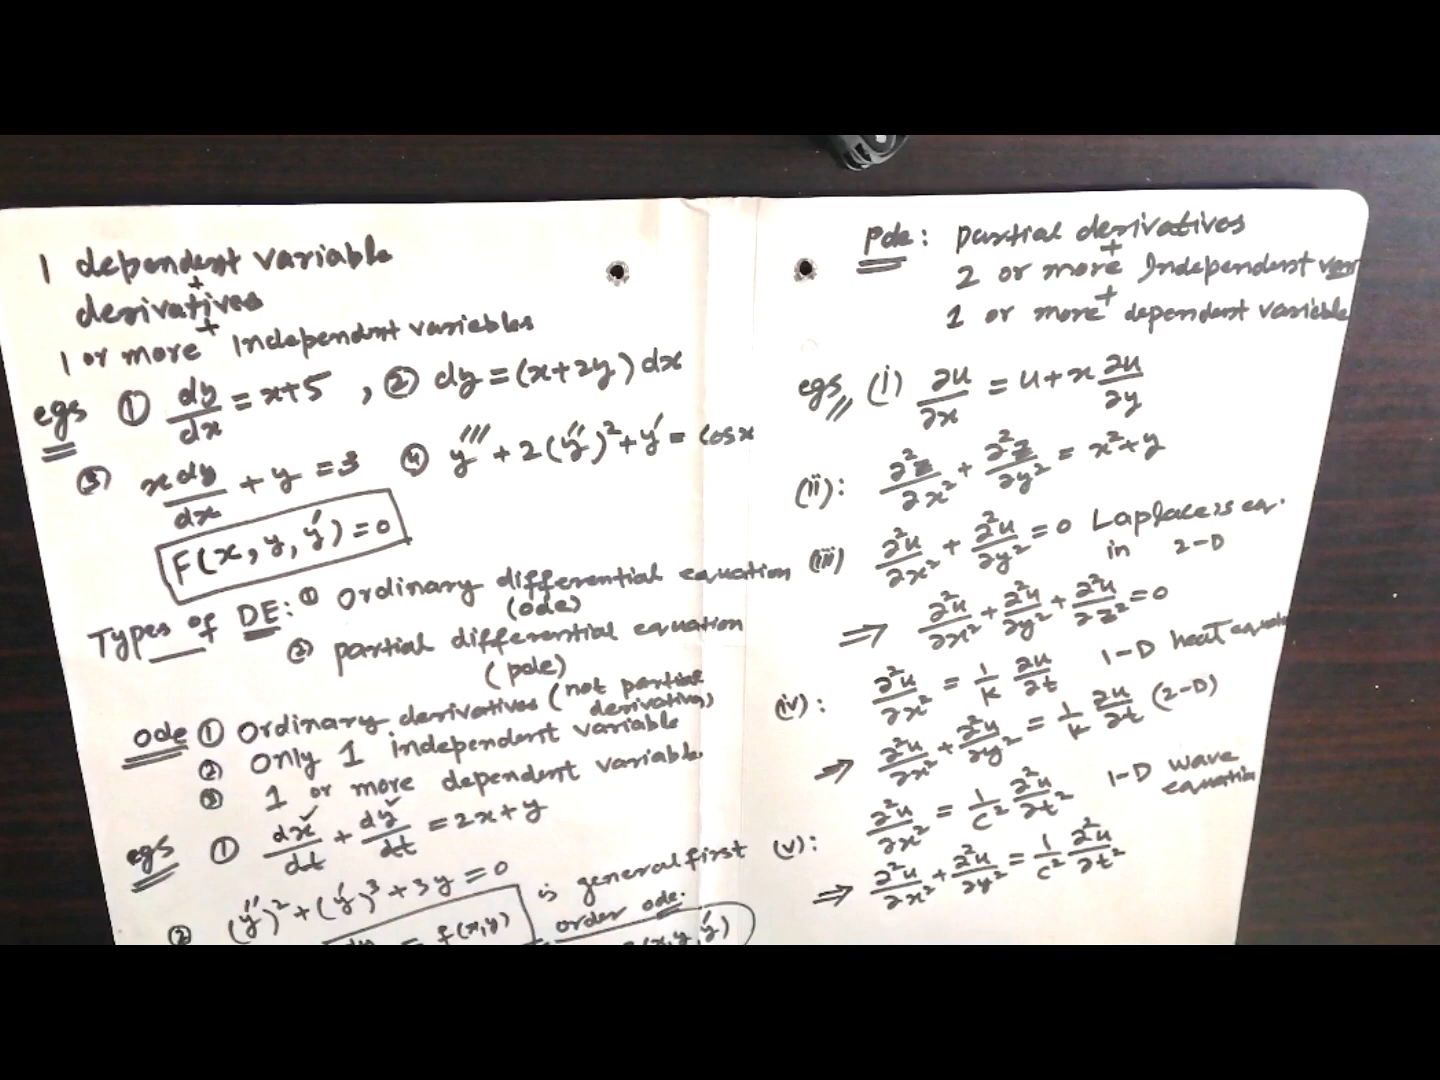 1 dependent variable
+
derivatives
+
1 or more Independent variables
egs ① dy/dx = x+5 , ② dy = (x+2y) dx
③ x dy/dx + y = 3 ④ y''' + 2(y'')² + y' = cosx
F(x, y, y') = 0
Types of DE: ① Ordinary differential equation
(ode)
② partial differential equation
(pde)
ode ① Ordinary derivatives (not partial
derivatives)
② only 1 independent variable
③ 1 or more dependent variable.
egs ① dx/dt + dy/dt = 2x+y
② (y'')² + (y')³ + 3y = 0
= f(x,y) is general first
order ode.
(x,y,y')
Pde: partial derivatives
+
2 or more Independent var
+
1 or more dependent variable
egs (i) ∂u/∂x = u + x ∂u/∂y
(ii): ∂²z/∂x² + ∂²z/∂y² = x²+y
(iii) ∂²u/∂x² + ∂²u/∂y² = 0 Laplace's eq.
in 2-D
⇒ ∂²u/∂x² + ∂²u/∂y² + ∂²u/∂z² = 0
(iv): ∂²u/∂x² = 1/k ∂u/∂t 1-D heat equatio
⇒ ∂²u/∂x² + ∂²u/∂y² = 1/k ∂u/∂t (2-D)
(v): ∂²u/∂x² = 1/c² ∂²u/∂t² 1-D wave
equation
⇒ ∂²u/∂x² + ∂²u/∂y² = 1/c² ∂²u/∂t²